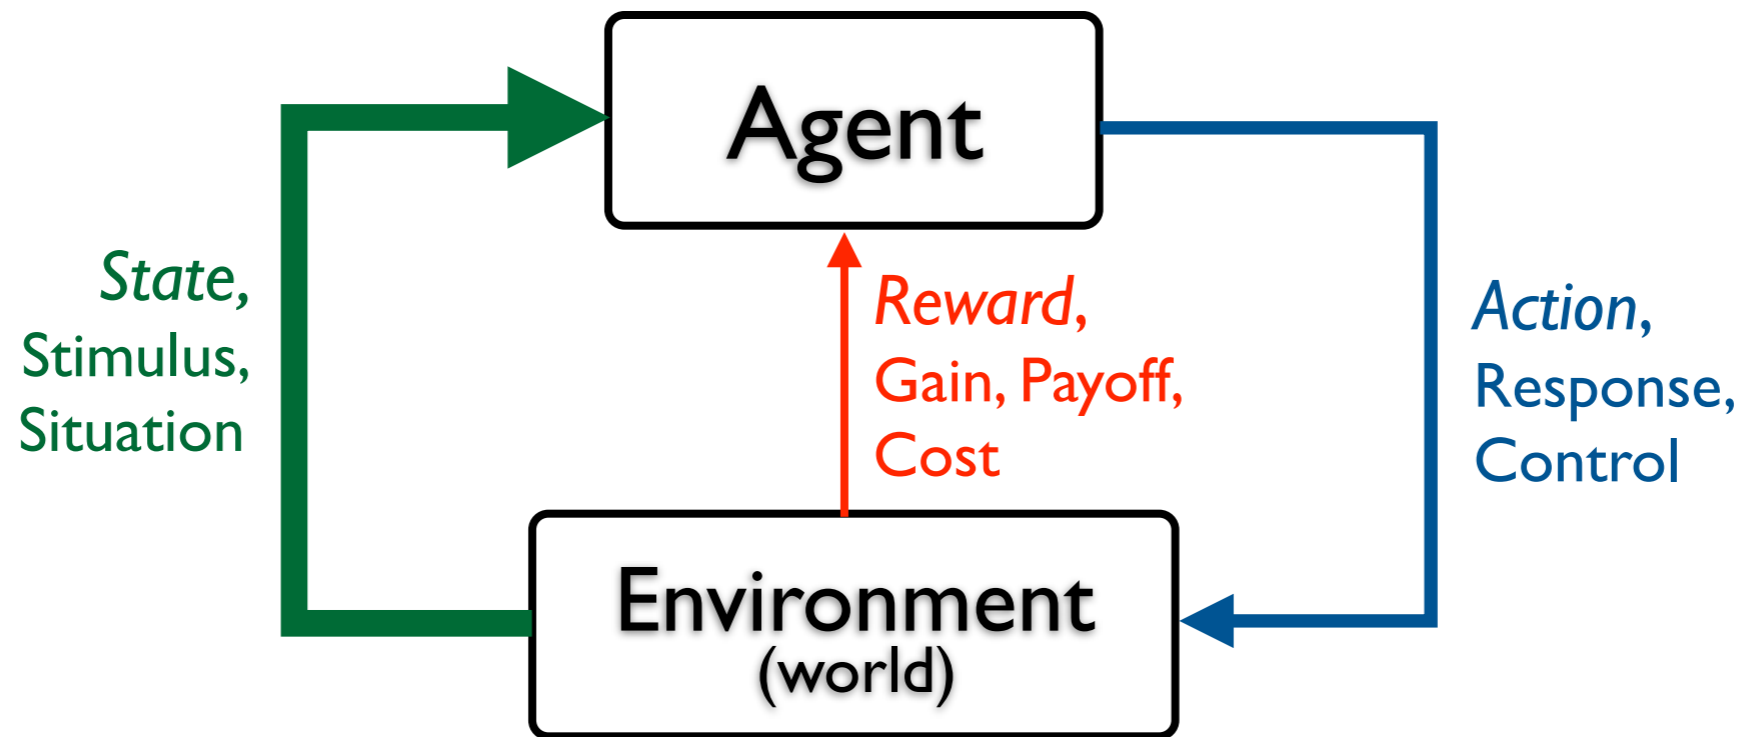 Agent
State,
Stimulus,
Situation
Reward,
Gain, Payoff,
Cost
Action,
Response,
Control
Environment
(world)